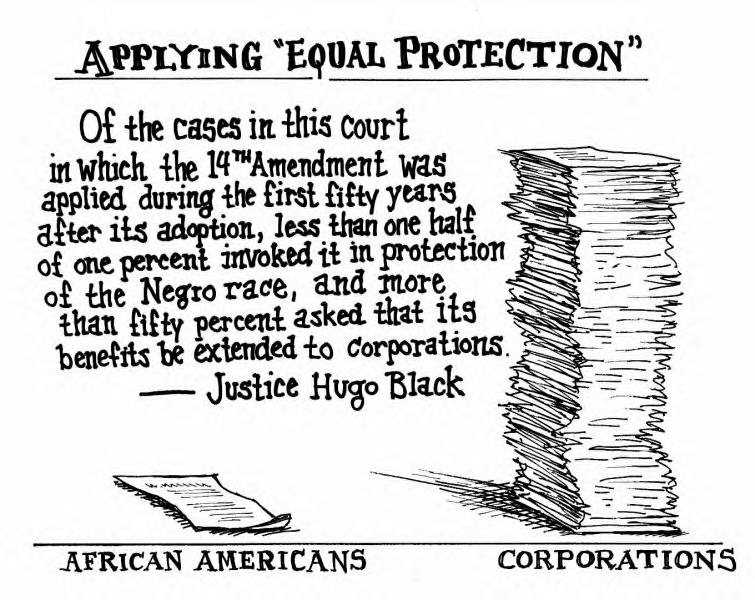 APPLYING "EQUAL PROTECTION"
Of the cases in this court
in which the 14TH Amendment was
applied during the first fifty years
after its adoption, less than one half
of one percent invoked it in protection
of the Negro race, and more
than fifty percent asked that its
benefits be extended to corporations.
— Justice Hugo Black
AFRICAN AMERICANS
CORPORATIONS